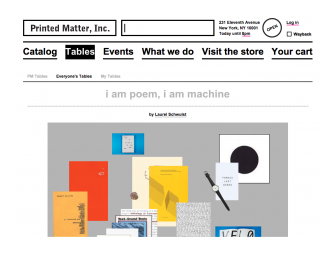 Printed Matter, Inc.
231 Eleventh Avenue
New York, NY 10001
Today until 8pm
OPEN
Log in
Wayback
Catalog Tables Events What we do Visit the store Your cart
PM Tables Everyone's Tables My Tables
i am poem, i am machine
by Laurel Schwulst
VELO